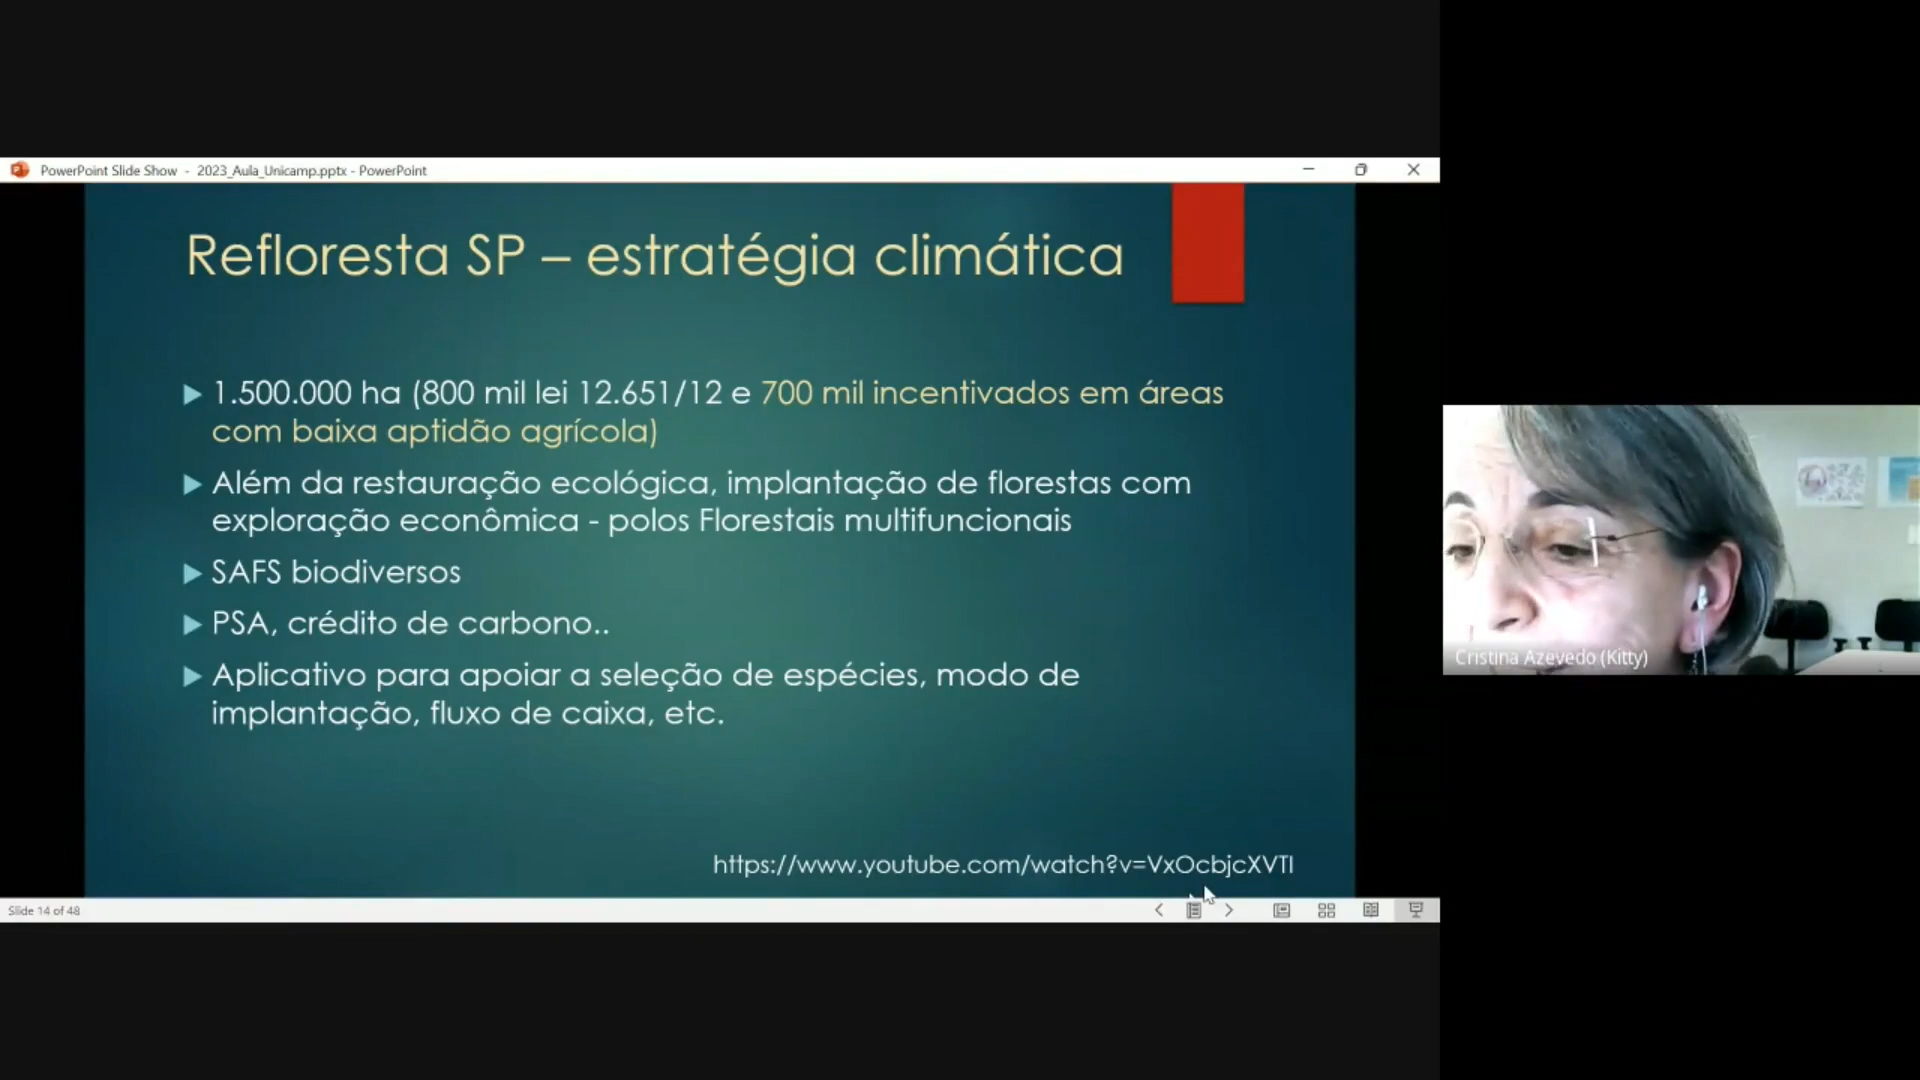 PowerPoint Slide Show - 2023_Aula_Unicamp.pptx - PowerPoint
Refloresta SP – estratégia climática
1.500.000 ha (800 mil lei 12.651/12 e 700 mil incentivados em áreas
com baixa aptidão agrícola)
Além da restauração ecológica, implantação de florestas com
exploração econômica - polos Florestais multifuncionais
SAFS biodiversos
PSA, crédito de carbono..
Aplicativo para apoiar a seleção de espécies, modo de
implantação, fluxo de caixa, etc.
https://www.youtube.com/watch?v=VxOcbjcXVTI
Slide 14 of 48
Cristina Azevedo (Kitty)